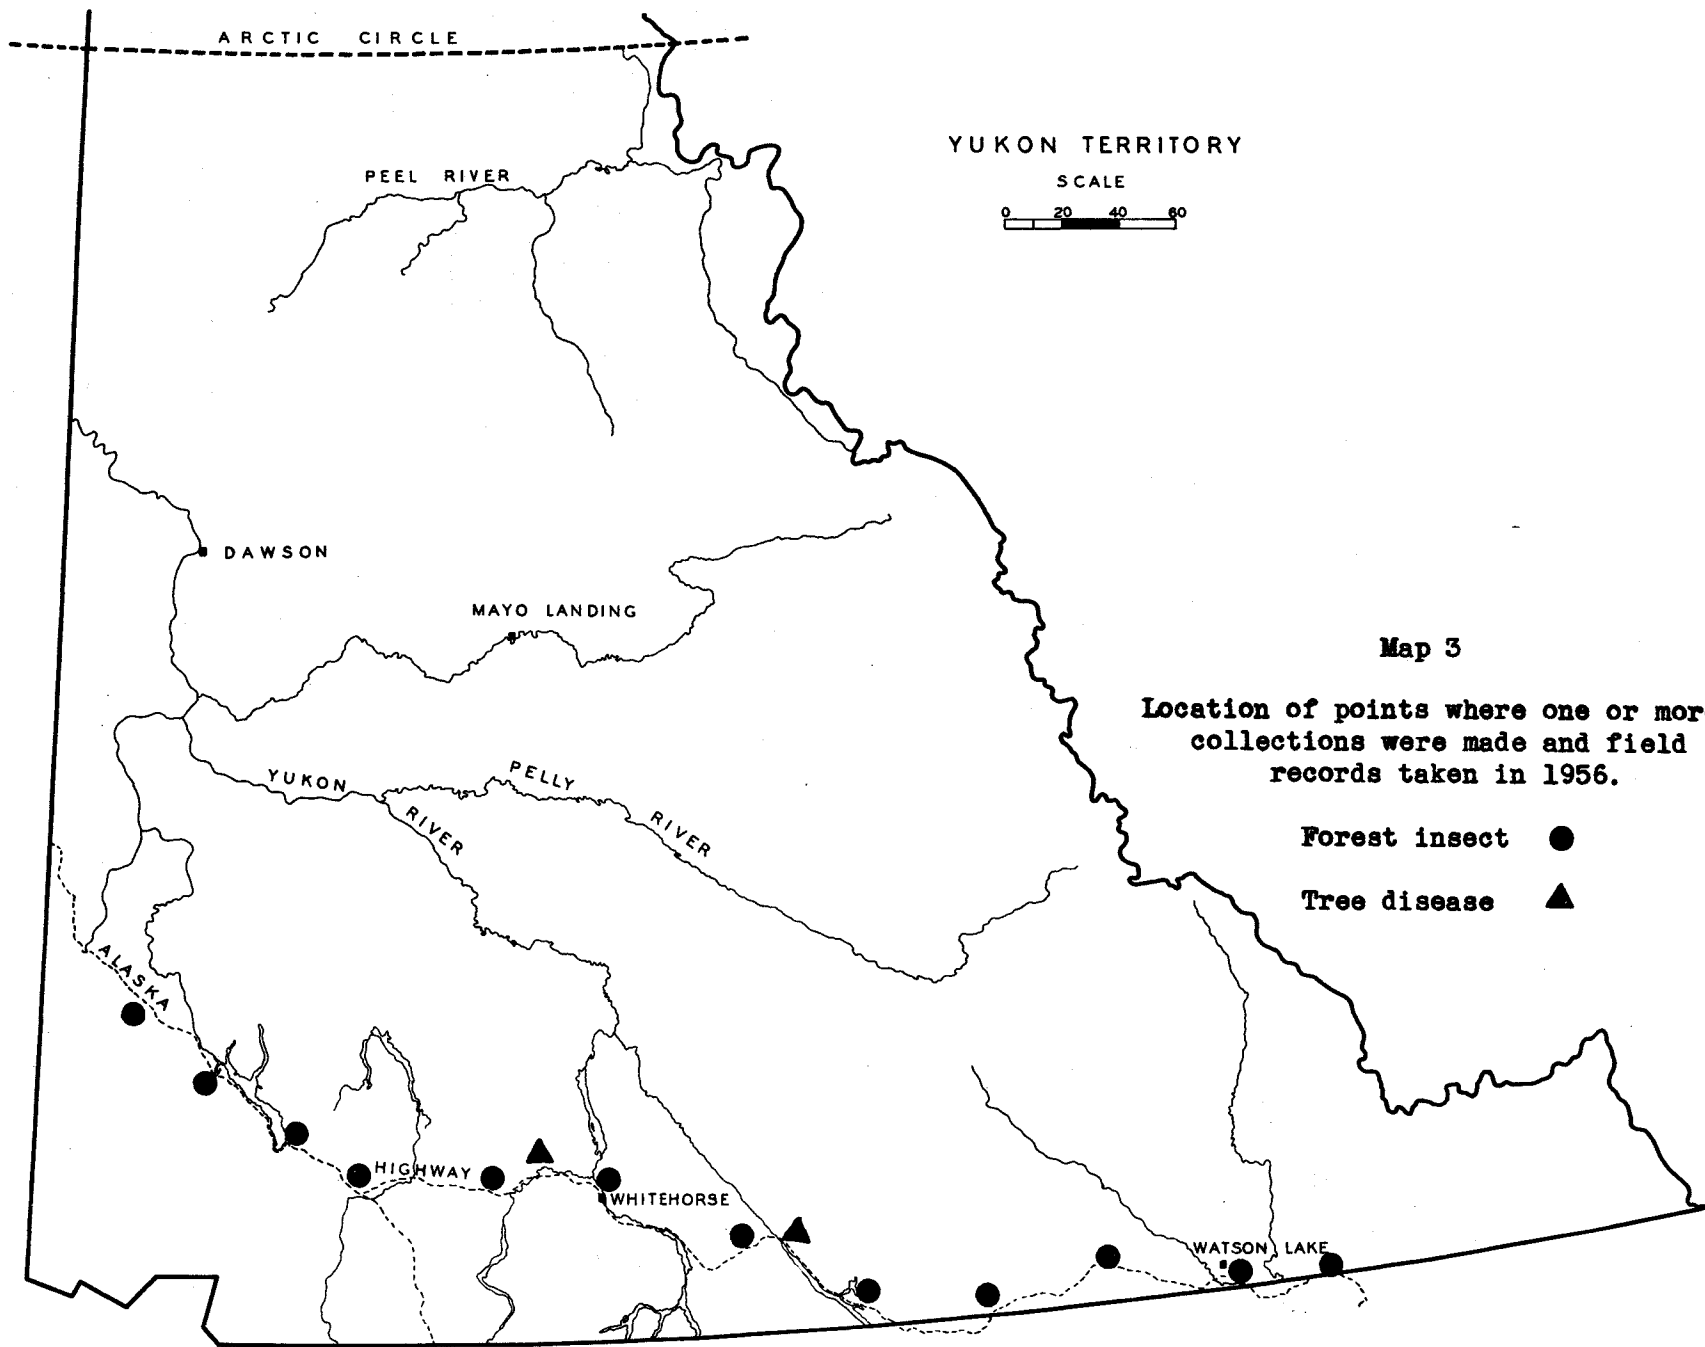 ARCTIC CIRCLE
YUKON TERRITORY
SCALE
0 20 40 60
PEEL RIVER
DAWSON
MAYO LANDING
Map 3
Location of points where one or mor
collections were made and field
records taken in 1956.
Forest insect
Tree disease
YUKON RIVER
PELLY RIVER
ALASKA HIGHWAY
WHITEHORSE
WATSON LAKE